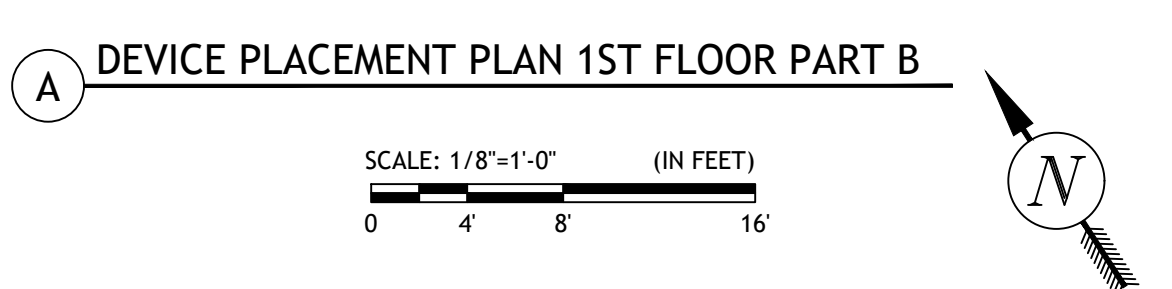 DEVICE PLACEMENT PLAN 1ST FLOOR PART B
A
SCALE: 1/8"=1'-0" (IN FEET)
0 4' 8' 16'
N